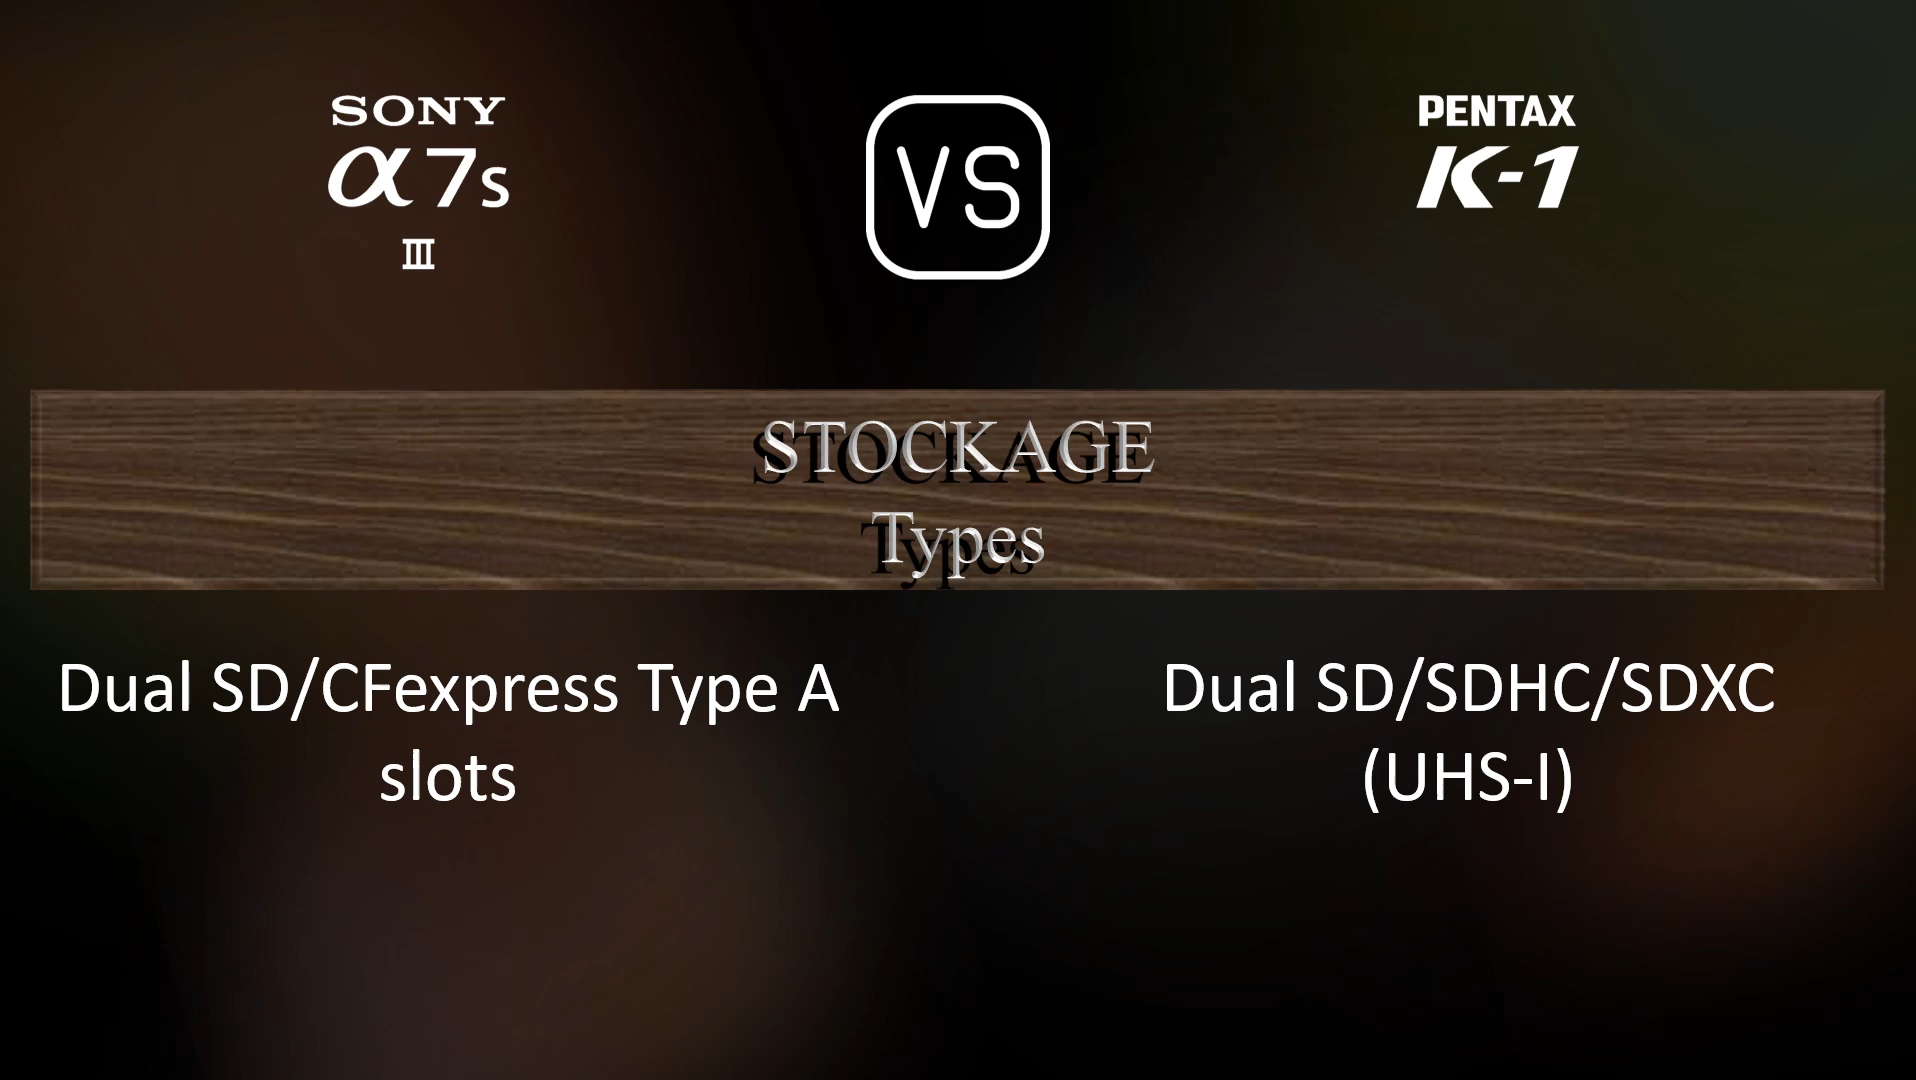 SONY
α7s
III
VS
PENTAX
K-1
STOCKAGE
Types
Dual SD/CFexpress Type A
slots
Dual SD/SDHC/SDXC
(UHS-I)